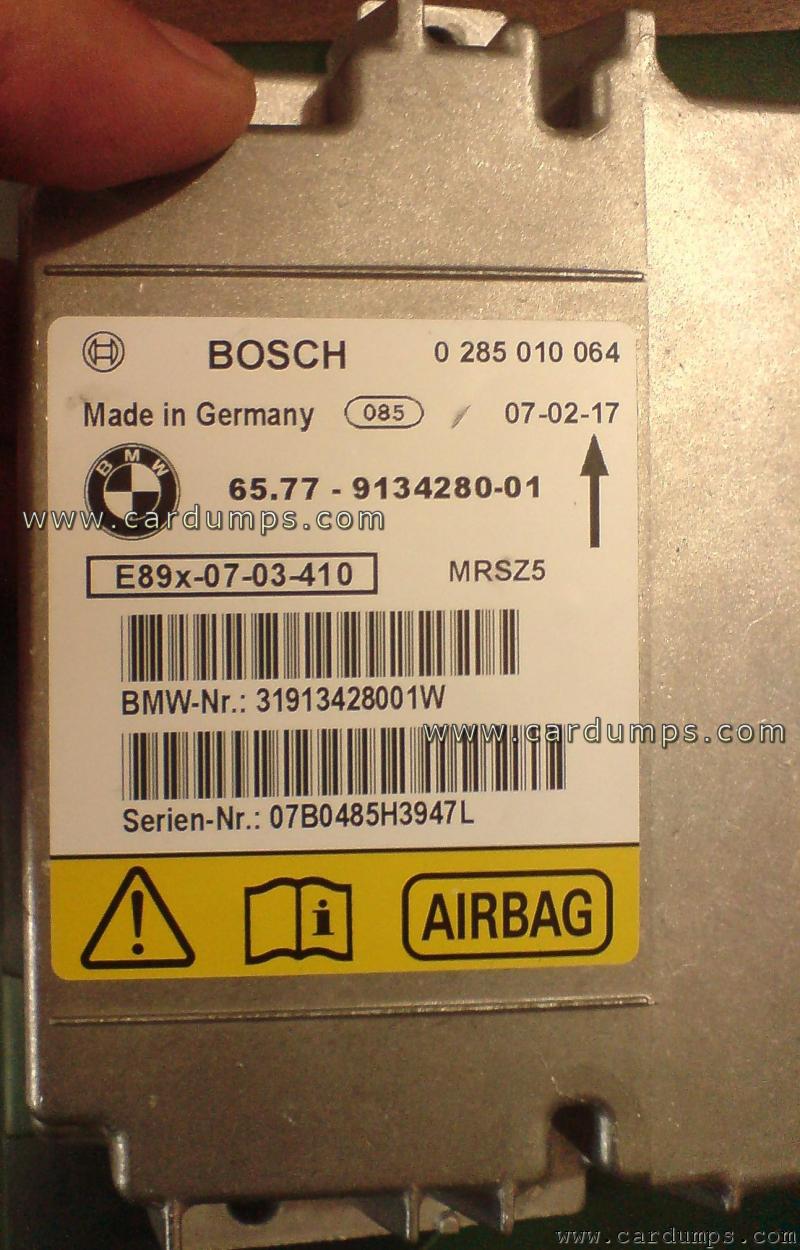 BOSCH 0 285 010 064
Made in Germany 085 07-02-17
BMW 65.77 - 9134280-01
www.cardumps.com
E89x-07-03-410 MRSZ5
BMW-Nr.: 31913428001W
www.cardumps.com
Serien-Nr.: 07B0485H3947L
! i AIRBAG
www.cardumps.com